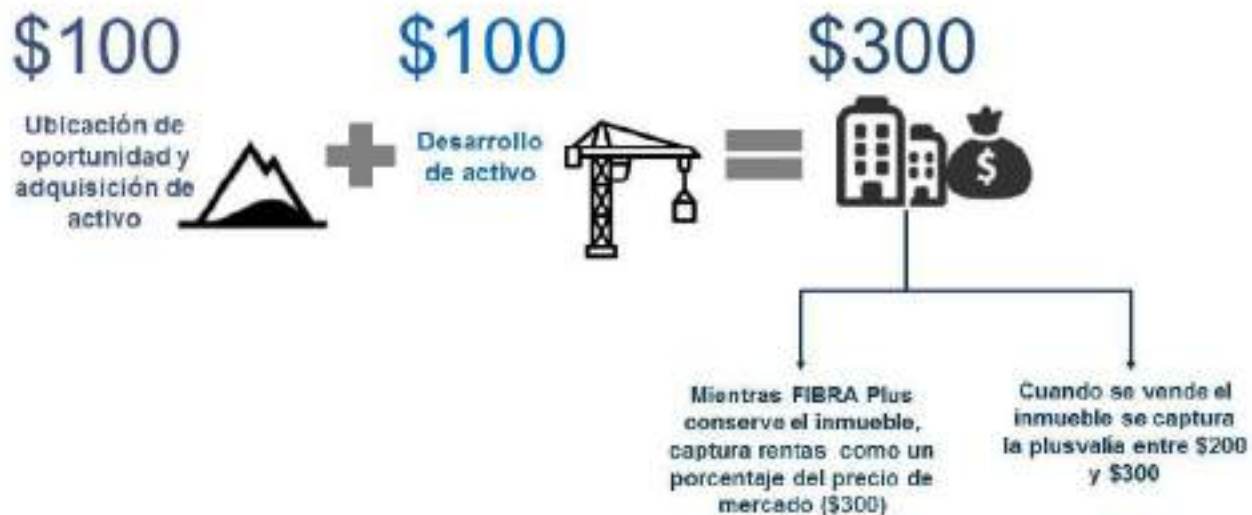 $100
$100
$300
Ubicación de
oportunidad y
adquisición de
activo
Desarrollo
de activo
$
Mientras FIBRA Plus
conserve el inmueble,
captura rentas como un
porcentaje del precio de
mercado ($300)
Cuando se vende el
inmueble se captura
la plusvalía entre $200
y $300